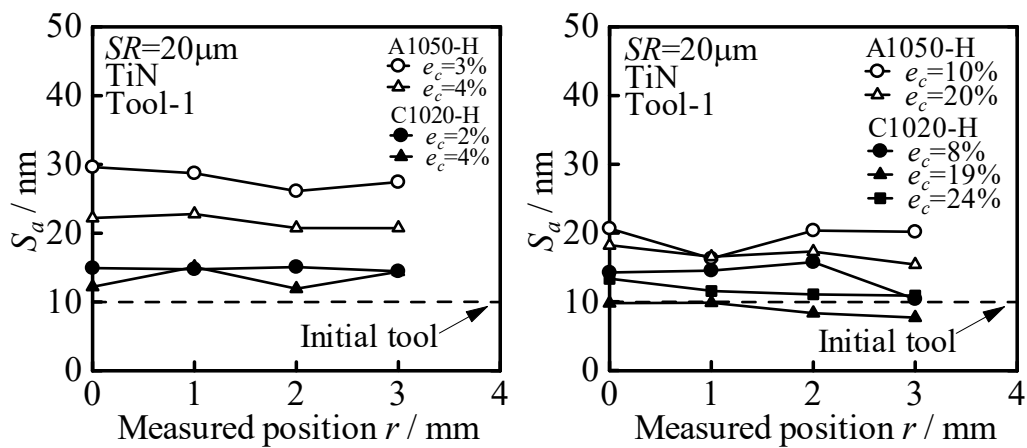 50
40
30
20
10
0
S_a / nm
SR=20μm
TiN
Tool-1
A1050-H
e_c=3%
e_c=4%
C1020-H
e_c=2%
e_c=4%
Initial tool
0 1 2 3 4
Measured position r / mm
50
40
30
20
10
0
S_a / nm
SR=20μm
TiN
Tool-1
A1050-H
e_c=10%
e_c=20%
C1020-H
e_c=8%
e_c=19%
e_c=24%
Initial tool
0 1 2 3 4
Measured position r / mm